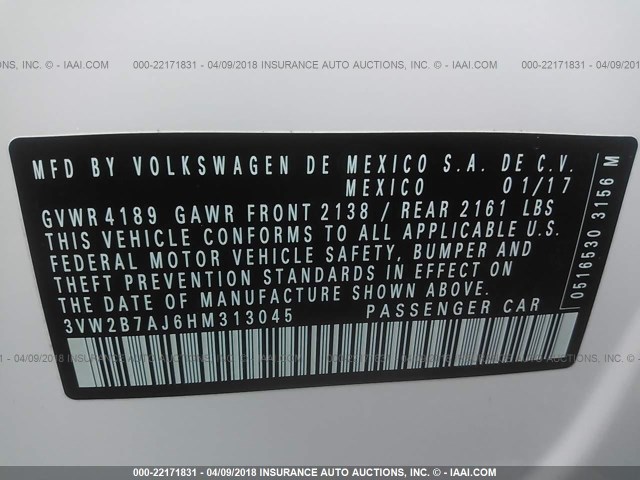 000-22171831 - 04/09/2018 INSURANCE AUTO AUCTIONS, INC. - IAAI.COM
MFD BY VOLKSWAGEN DE MEXICO S.A. DE C.V.
MEXICO 01/17
GVWR 4189 GAWR FRONT 2138 / REAR 2161 LBS
THIS VEHICLE CONFORMS TO ALL APPLICABLE U.S.
FEDERAL MOTOR VEHICLE SAFETY, BUMPER AND
THEFT PREVENTION STANDARDS IN EFFECT ON
THE DATE OF MANUFACTURE SHOWN ABOVE.
3VW2B7AJ6HM313045 PASSENGER CAR
0516530 3156 M
000-22171831 - 04/09/2018 INSURANCE AUTO AUCTIONS, INC. - IAAI.COM